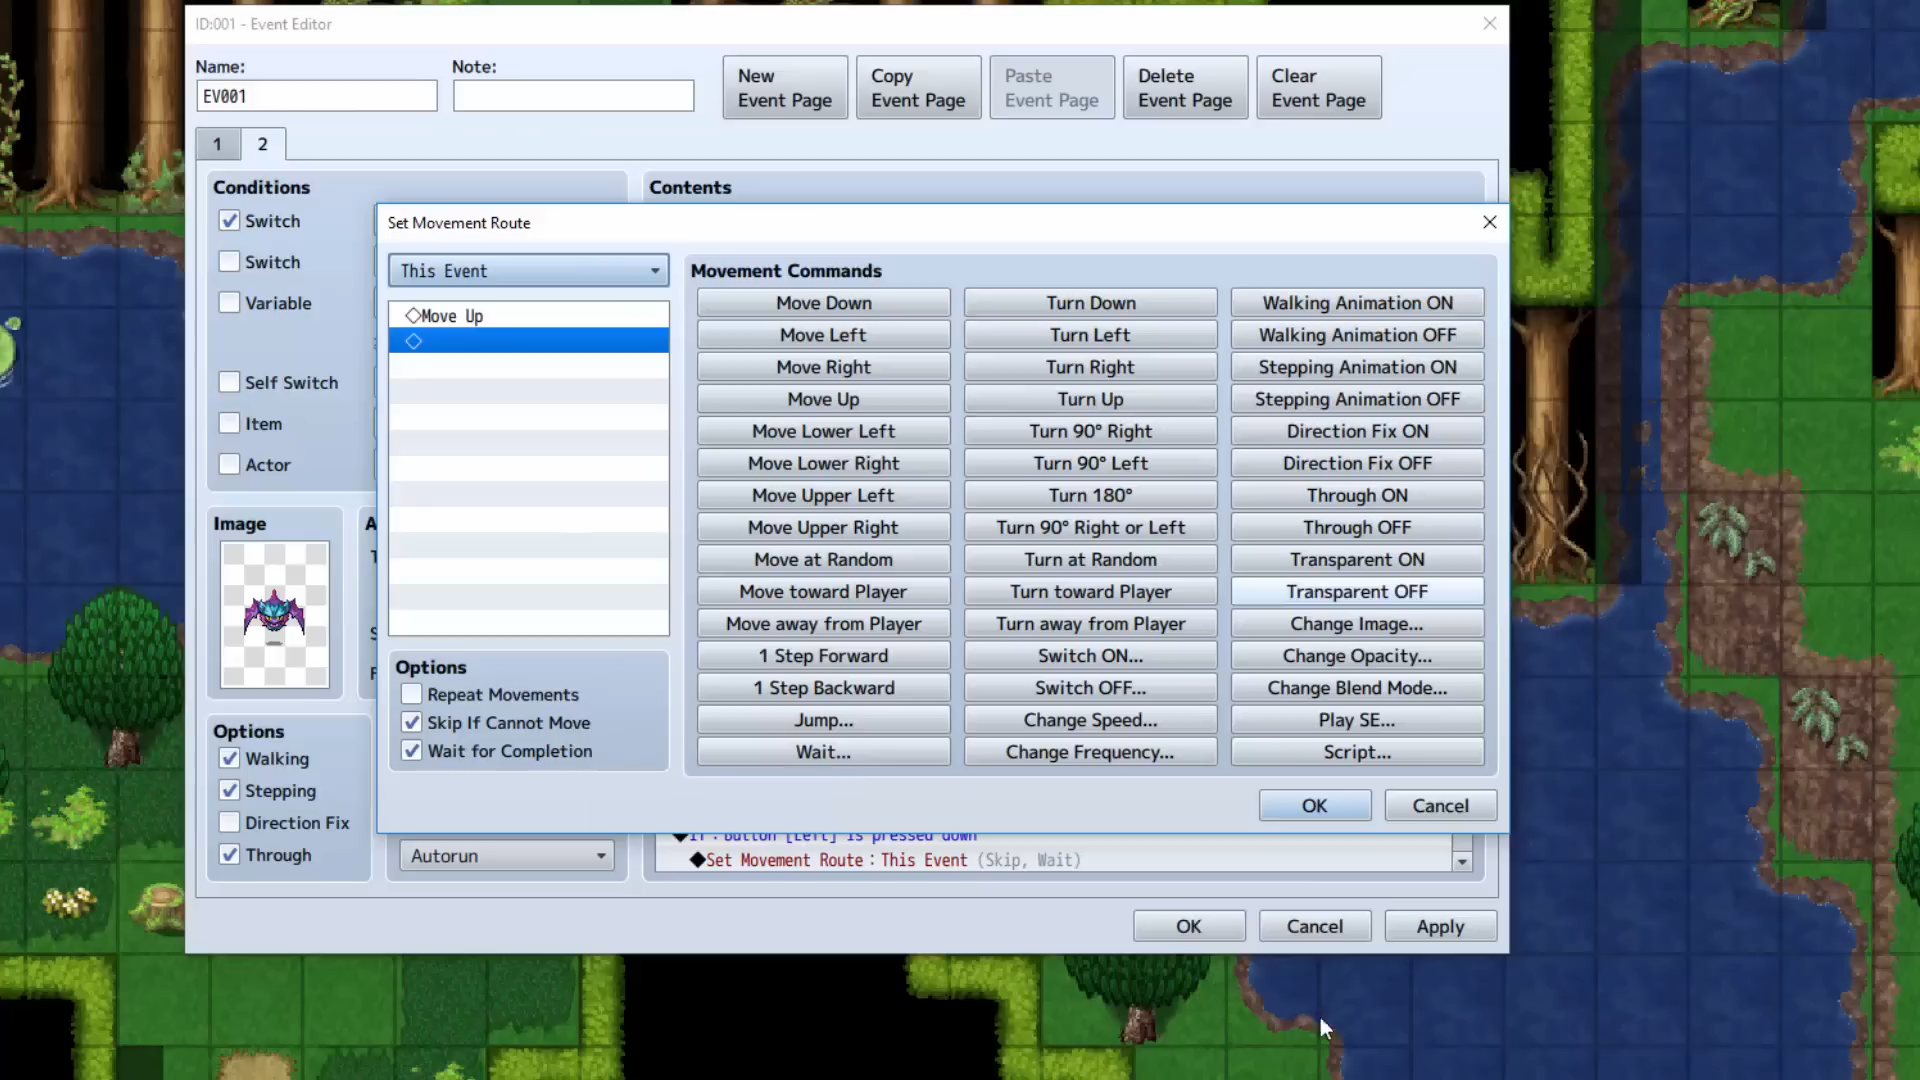 ID:001 - Event Editor
Name:
Note:
EV001
New Event Page
Copy Event Page
Paste Event Page
Delete Event Page
Clear Event Page
1
2
Conditions
Switch
Switch
Variable
Self Switch
Item
Actor
Image
A
Options
Walking
Stepping
Direction Fix
Through
Autorun
Contents
Set Movement Route
This Event
◇Move Up
◇
Options
Repeat Movements
Skip If Cannot Move
Wait for Completion
Movement Commands
Move Down
Move Left
Move Right
Move Up
Move Lower Left
Move Lower Right
Move Upper Left
Move Upper Right
Move at Random
Move toward Player
Move away from Player
1 Step Forward
1 Step Backward
Jump...
Wait...
Turn Down
Turn Left
Turn Right
Turn Up
Turn 90° Right
Turn 90° Left
Turn 180°
Turn 90° Right or Left
Turn at Random
Turn toward Player
Turn away from Player
Switch ON...
Switch OFF...
Change Speed...
Change Frequency...
Walking Animation ON
Walking Animation OFF
Stepping Animation ON
Stepping Animation OFF
Direction Fix ON
Direction Fix OFF
Through ON
Through OFF
Transparent ON
Transparent OFF
Change Image...
Change Opacity...
Change Blend Mode...
Play SE...
Script...
OK
Cancel
◆If : Button [Left] is pressed down
◆Set Movement Route : This Event (Skip, Wait)
OK
Cancel
Apply